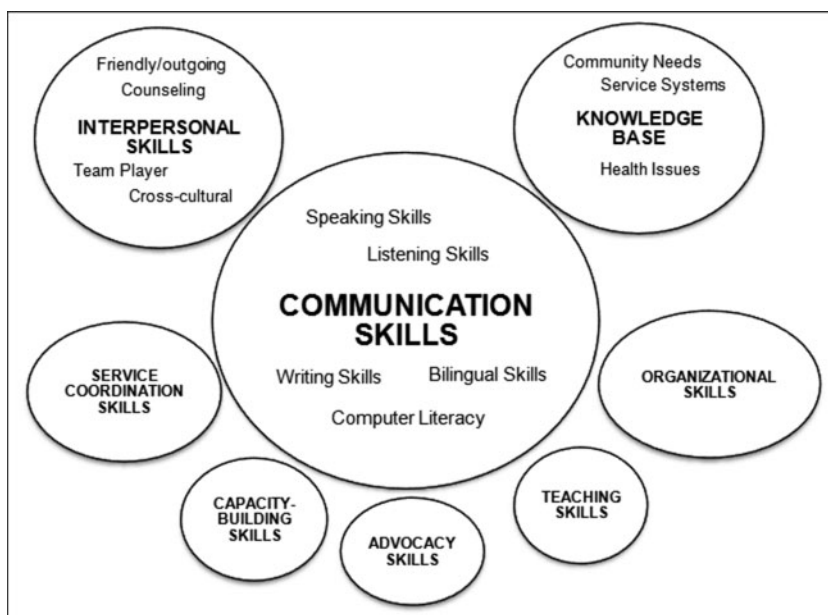 Friendly/outgoing
Counseling
INTERPERSONAL
SKILLS
Team Player
Cross-cultural
Community Needs
Service Systems
KNOWLEDGE
BASE
Health Issues
Speaking Skills
Listening Skills
COMMUNICATION
SKILLS
Writing Skills
Bilingual Skills
Computer Literacy
SERVICE
COORDINATION
SKILLS
ORGANIZATIONAL
SKILLS
CAPACITY-
BUILDING
SKILLS
ADVOCACY
SKILLS
TEACHING
SKILLS